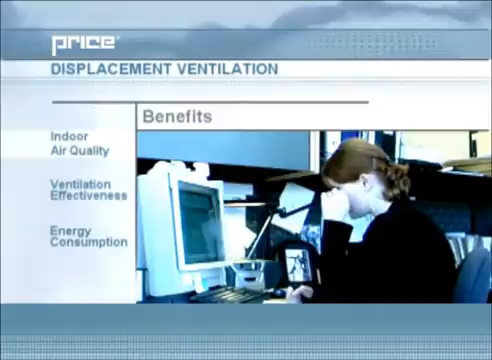 price
DISPLACEMENT VENTILATION
Benefits
Indoor
Air Quality
Ventilation
Effectiveness
Energy
Consumption